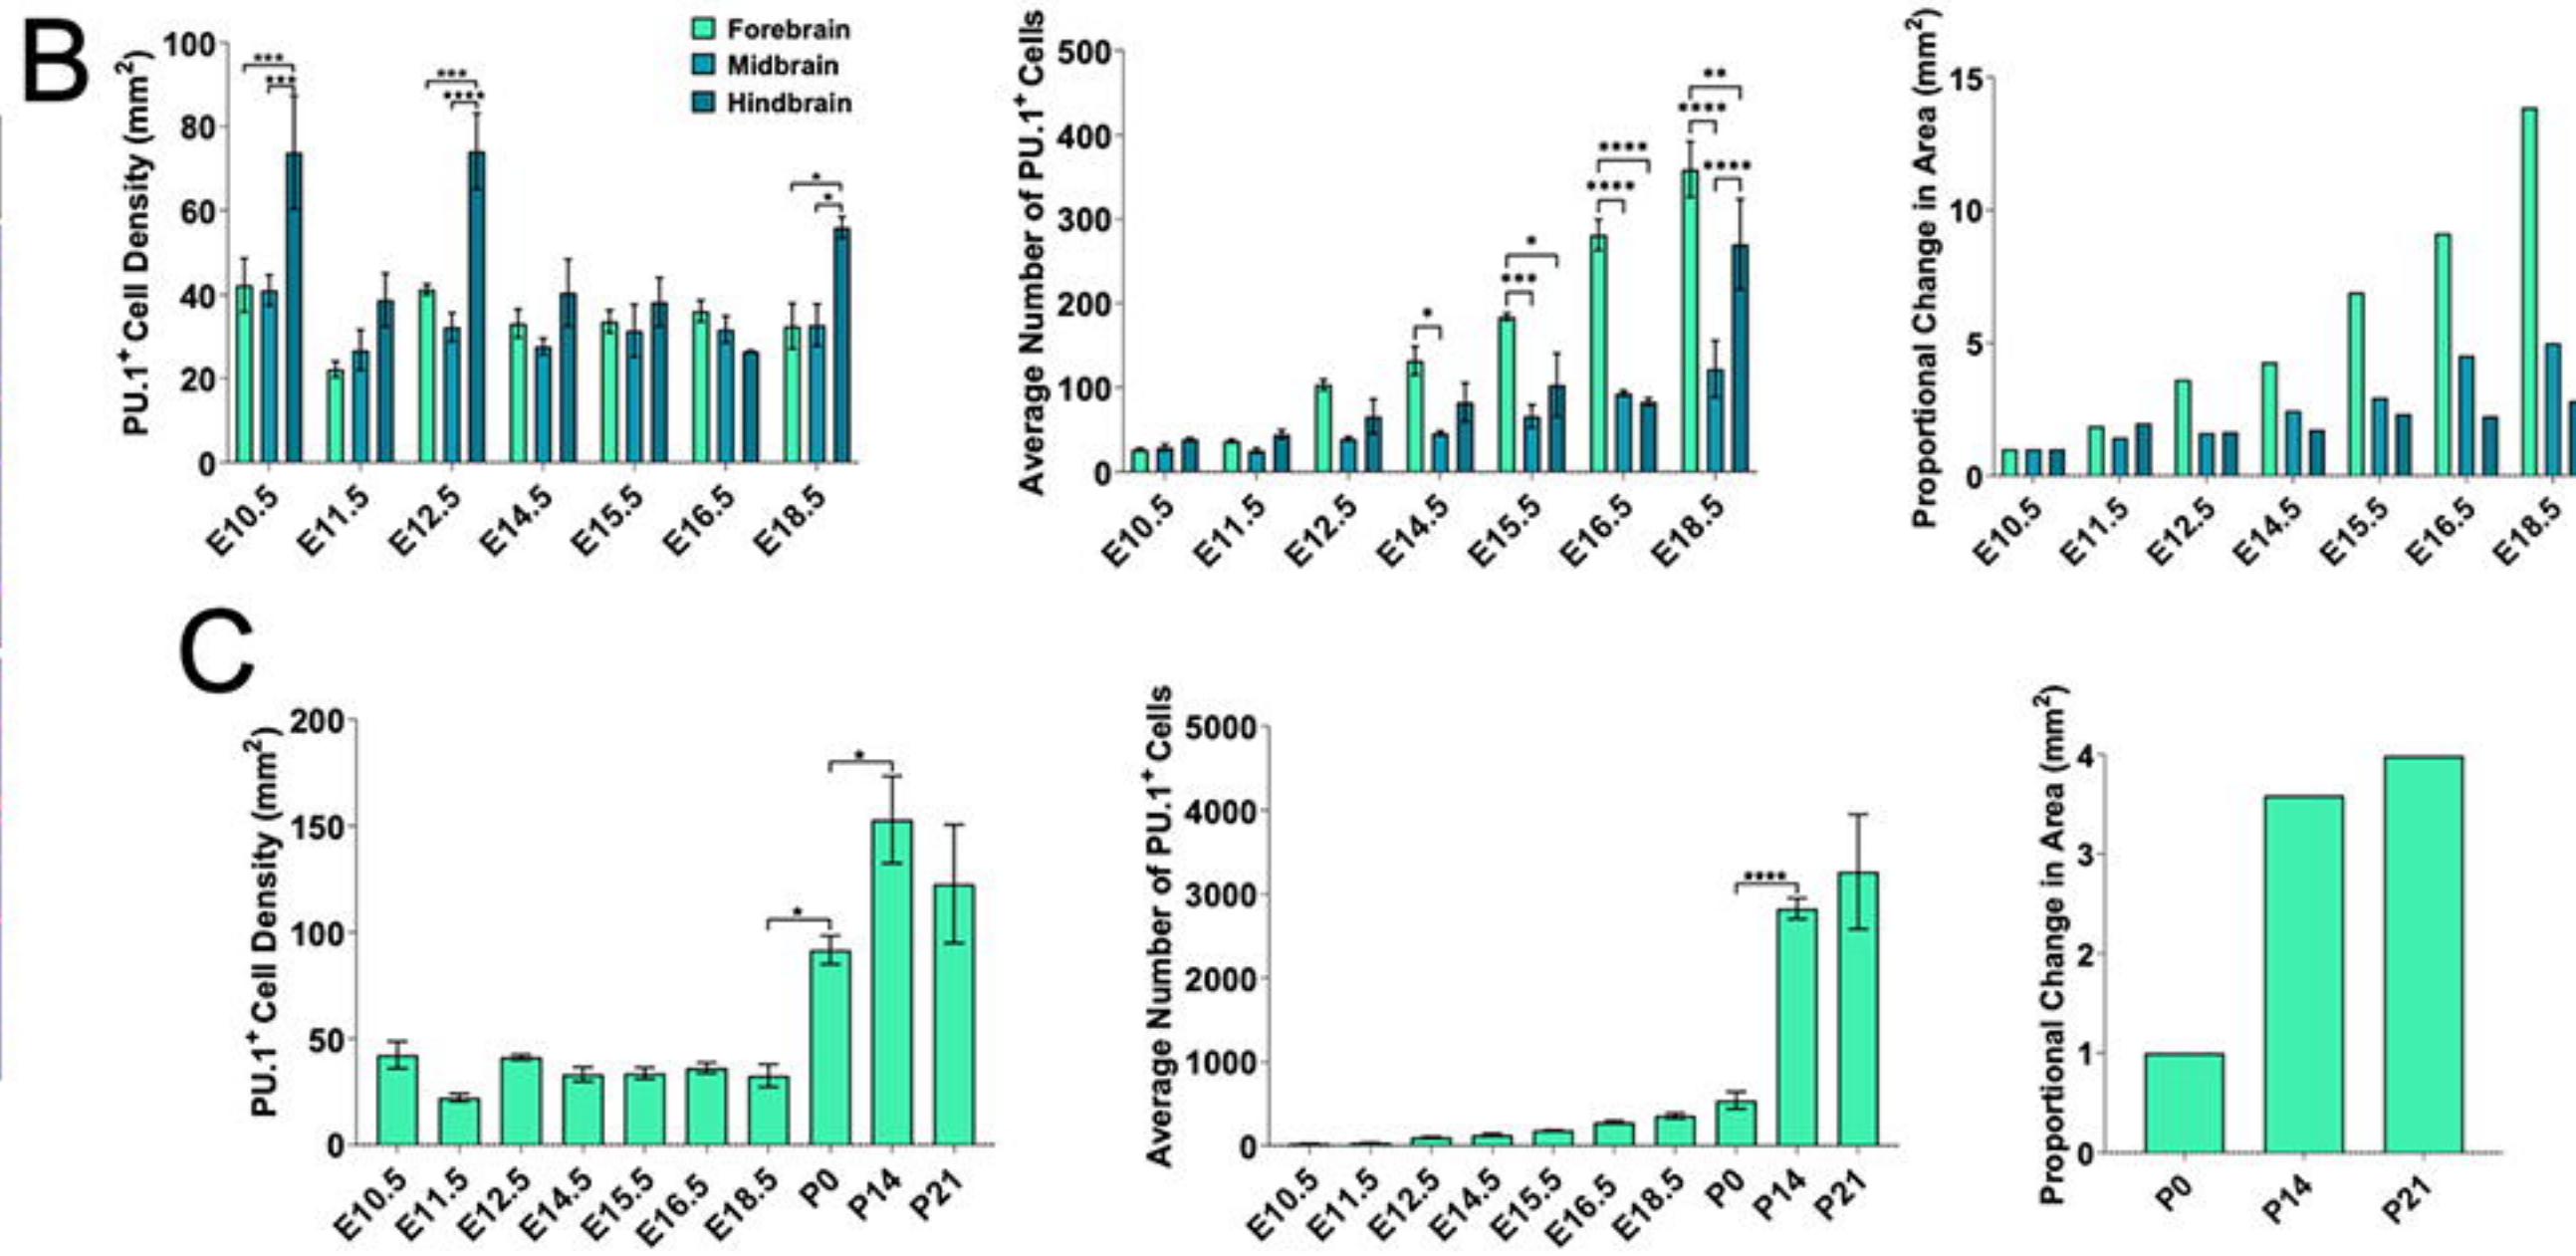 B
PU.1+ Cell Density (mm2)
100
80
60
40
20
0
*** *** *** **** * *
Forebrain
Midbrain
Hindbrain
E10.5 E11.5 E12.5 E14.5 E15.5 E16.5 E18.5
Average Number of PU.1+ Cells
500
400
300
200
100
0
* * *** **** **** ** **** ****
E10.5 E11.5 E12.5 E14.5 E15.5 E16.5 E18.5
Proportional Change in Area (mm2)
15
10
5
0
E10.5 E11.5 E12.5 E14.5 E15.5 E16.5 E18.5
C
PU.1+ Cell Density (mm2)
200
150
100
50
0
* *
E10.5 E11.5 E12.5 E14.5 E15.5 E16.5 E18.5 P0 P14 P21
Average Number of PU.1+ Cells
5000
4000
3000
2000
1000
0
****
E10.5 E11.5 E12.5 E14.5 E15.5 E16.5 E18.5 P0 P14 P21
Proportional Change in Area (mm2)
4
3
2
1
0
P0 P14 P21